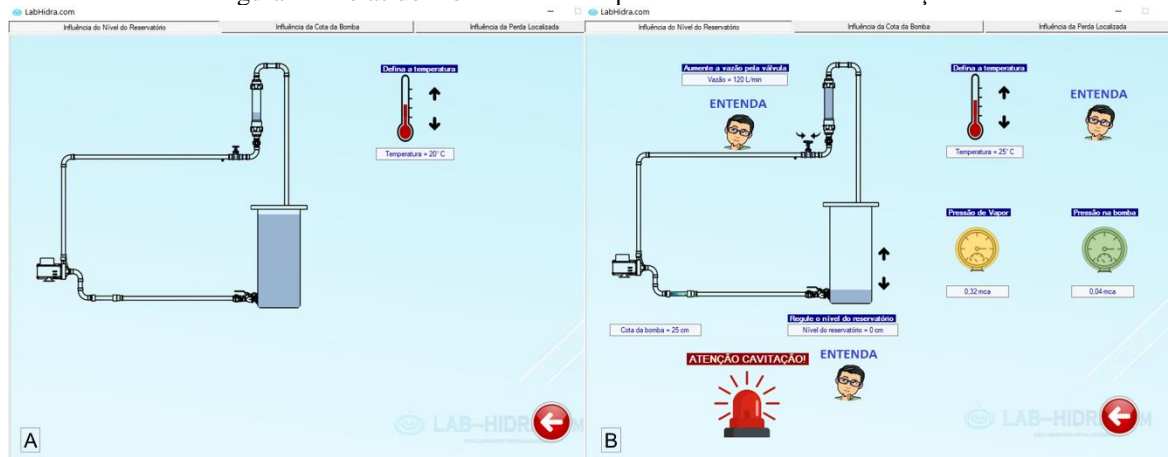 LabHidra.com
Influência do Nível do Reservatório
Influência da Cota da Bomba
Influência da Perda Localizada
Defina a temperatura
Temperatura = 20° C
A
LabHidra.com
Influência do Nível do Reservatório
Influência da Cota da Bomba
Influência da Perda Localizada
Aumente a vazão pela válvula
Vazão = 120 L/min
ENTENDA
Defina a temperatura
Temperatura = 25° C
ENTENDA
Pressão de Vapor
0,32 mca
Pressão na bomba
0,04 mca
Cota da bomba = 25 cm
Regule o nível do reservatório
Nível do reservatório = 0 cm
ATENÇÃO CAVITAÇÃO!
ENTENDA
B